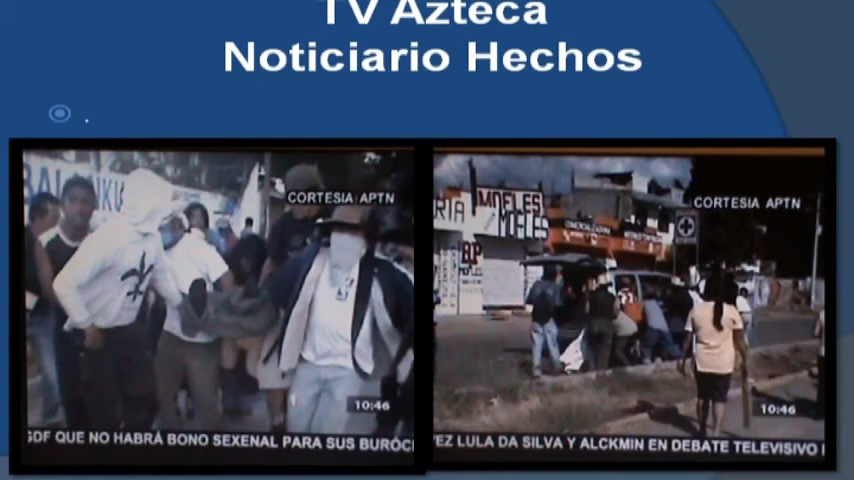 TV Azteca
Noticiario Hechos
CORTESIA APTN
10:46
GDF QUE NO HABRÁ BONO SEXENAL PARA SUS BURÓC
MOFLES
MOFLES
CORTESIA APTN
10:46
EZ LULA DA SILVA Y ALCKMIN EN DEBATE TELEVISIVO